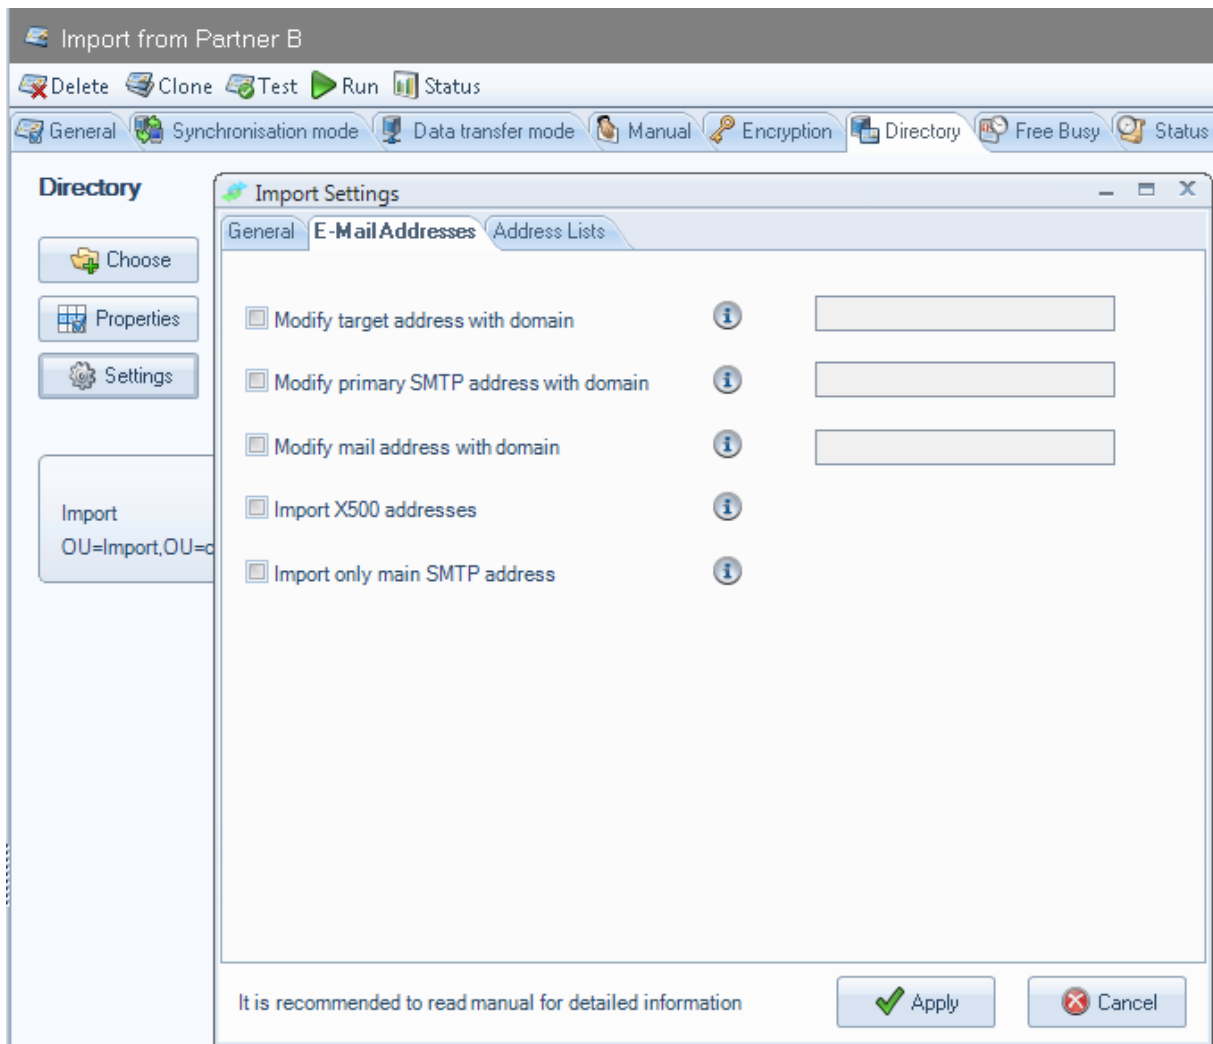 Import from Partner B
Delete Clone Test Run Status
General Synchronisation mode Data transfer mode Manual Encryption Directory Free Busy Status
Directory
Import Settings
General E-Mail Addresses Address Lists
Choose
Properties
Settings
Modify target address with domain
Modify primary SMTP address with domain
Modify mail address with domain
Import X500 addresses
Import only main SMTP address
Import
OU=Import,OU=c
It is recommended to read manual for detailed information
Apply
Cancel